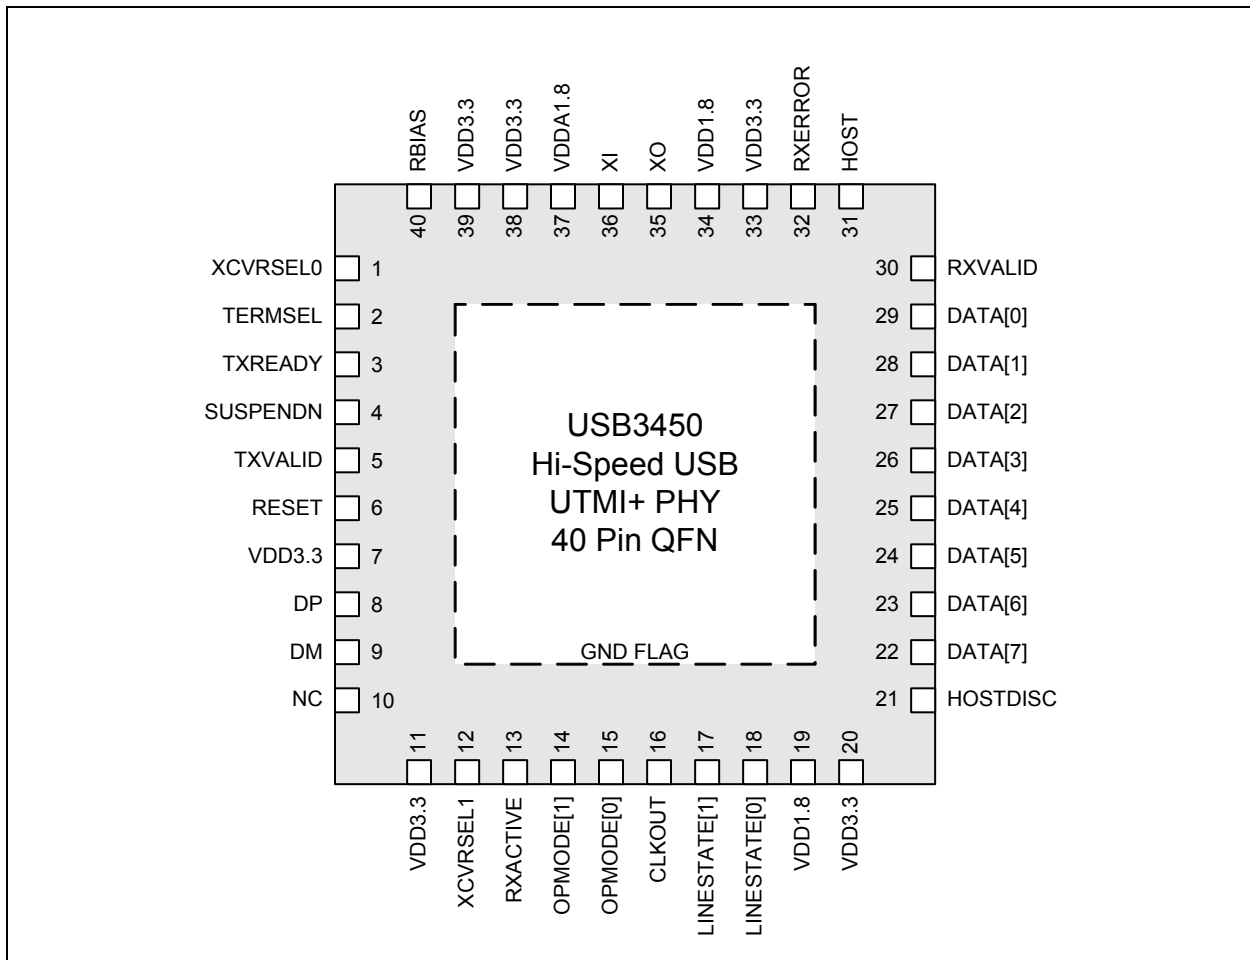 RBIAS
VDD3.3
VDD3.3
VDDA1.8
XI
XO
VDD1.8
VDD3.3
RXERROR
HOST
40
39
38
37
36
35
34
33
32
31
XCVRSEL0 1
TERMSEL 2
TXREADY 3
SUSPENDN 4
TXVALID 5
RESET 6
VDD3.3 7
DP 8
DM 9
NC 10
USB3450
Hi-Speed USB
UTMI+ PHY
40 Pin QFN
GND FLAG
30 RXVALID
29 DATA[0]
28 DATA[1]
27 DATA[2]
26 DATA[3]
25 DATA[4]
24 DATA[5]
23 DATA[6]
22 DATA[7]
21 HOSTDISC
11
12
13
14
15
16
17
18
19
20
VDD3.3
XCVRSEL1
RXACTIVE
OPMODE[1]
OPMODE[0]
CLKOUT
LINESTATE[1]
LINESTATE[0]
VDD1.8
VDD3.3